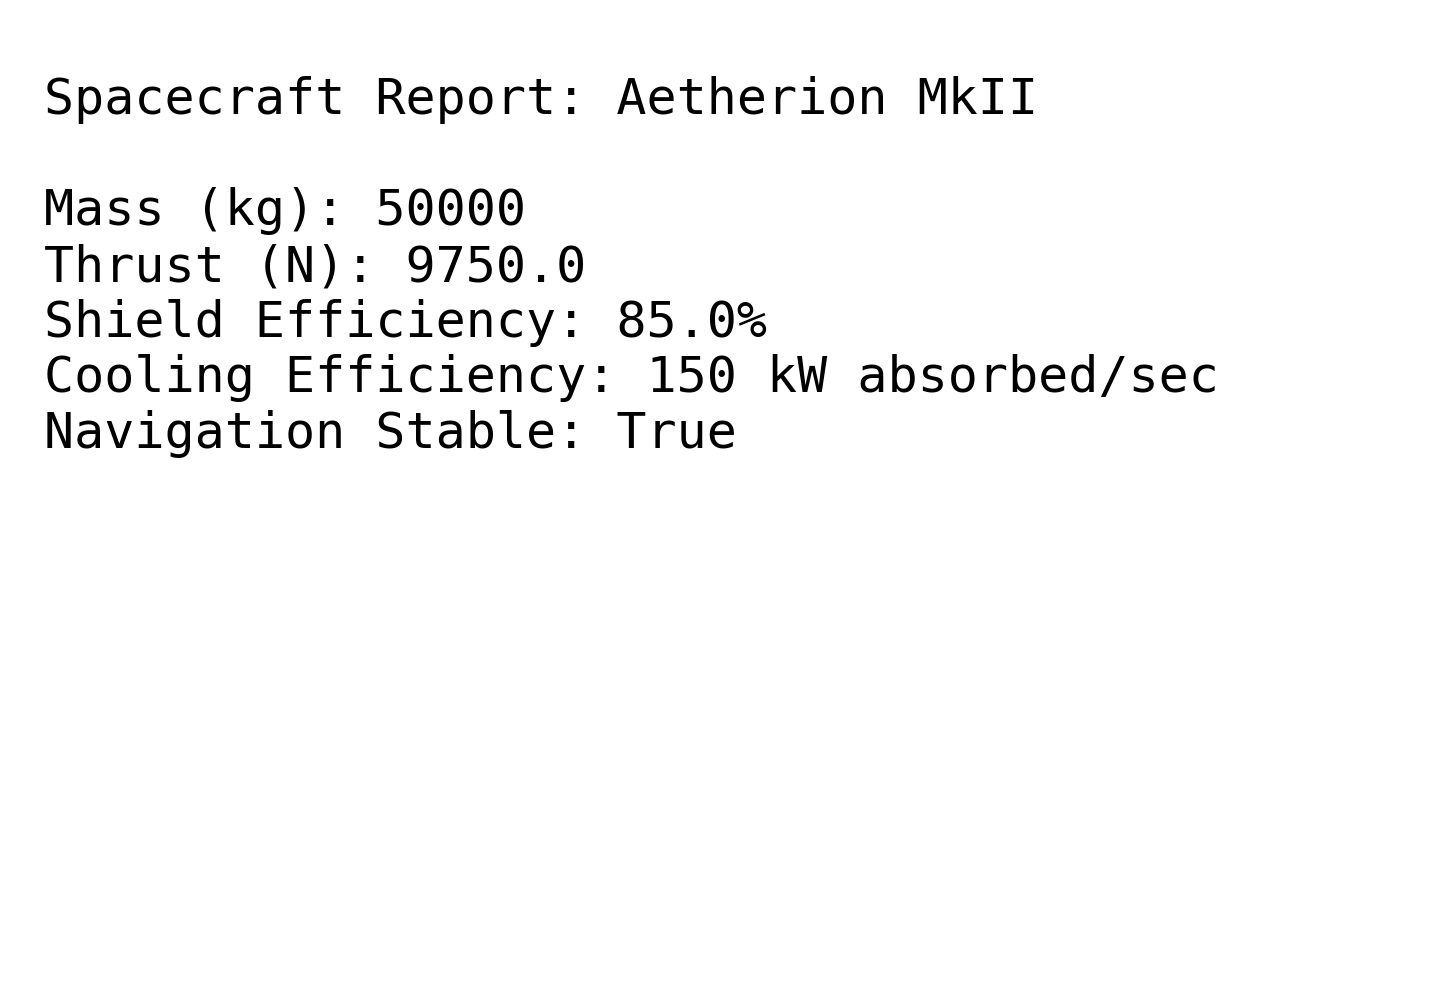 Spacecraft Report: Aetherion MkII
Mass (kg): 50000
Thrust (N): 9750.0
Shield Efficiency: 85.0%
Cooling Efficiency: 150 kW absorbed/sec
Navigation Stable: True